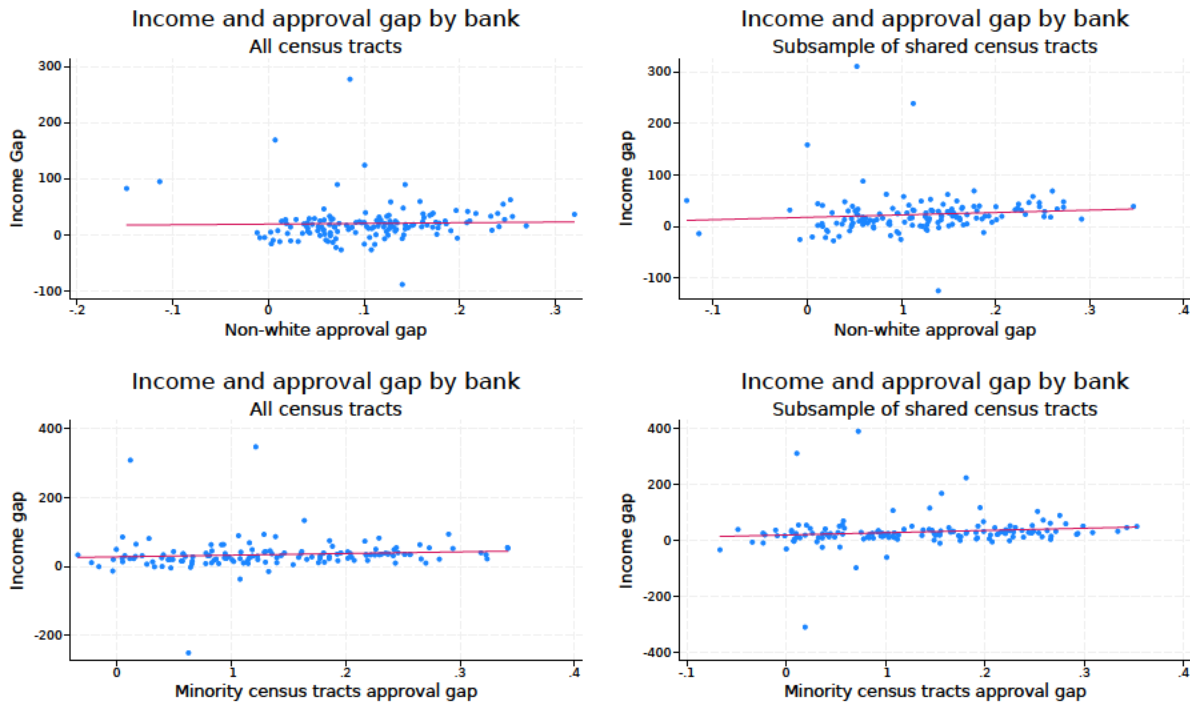 Income and approval gap by bank
All census tracts
Income Gap
300
200
100
0
-100
-.2 -.1 0 .1 .2 .3
Non-white approval gap
Income and approval gap by bank
Subsample of shared census tracts
Income gap
300
200
100
0
-100
-.1 0 .1 .2 .3 .4
Non-white approval gap
Income and approval gap by bank
All census tracts
Income gap
400
200
0
-200
0 .1 .2 .3 .4
Minority census tracts approval gap
Income and approval gap by bank
Subsample of shared census tracts
Income gap
400
200
0
-200
-400
-.1 0 .1 .2 .3 .4
Minority census tracts approval gap